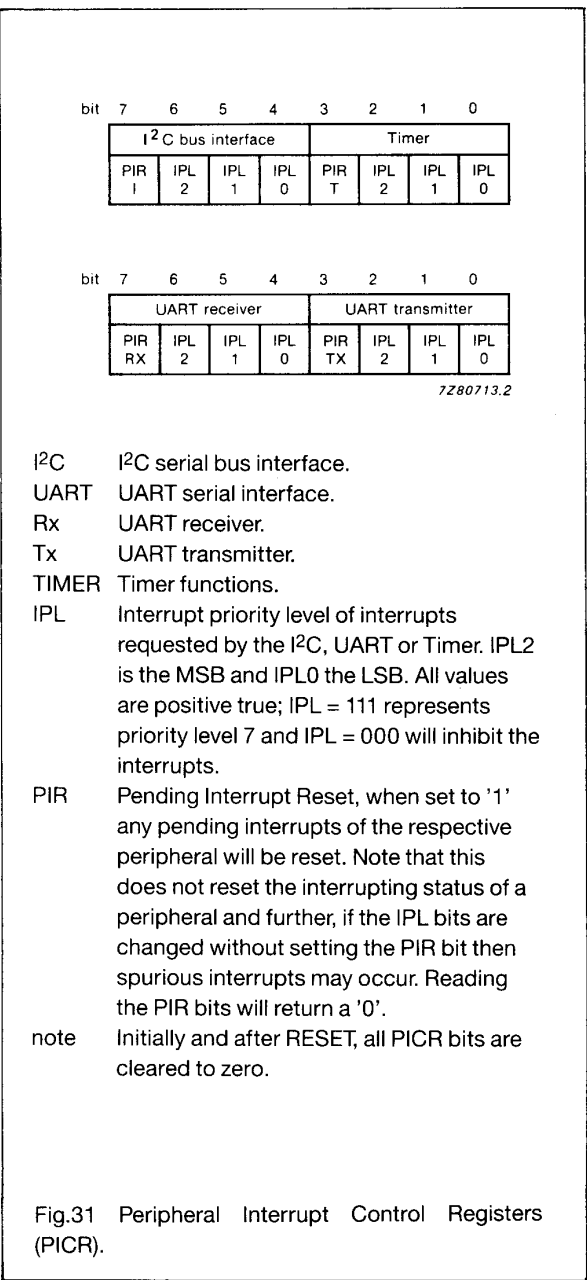 bit 7 6 5 4 3 2 1 0
I²C bus interface Timer
PIR IPL IPL IPL PIR IPL IPL IPL
I 2 1 0 T 2 1 0
bit 7 6 5 4 3 2 1 0
UART receiver UART transmitter
PIR IPL IPL IPL PIR IPL IPL IPL
RX 2 1 0 TX 2 1 0
7Z80713.2
I²C I²C serial bus interface.
UART UART serial interface.
Rx UART receiver.
Tx UART transmitter.
TIMER Timer functions.
IPL Interrupt priority level of interrupts
requested by the I²C, UART or Timer. IPL2
is the MSB and IPL0 the LSB. All values
are positive true; IPL = 111 represents
priority level 7 and IPL = 000 will inhibit the
interrupts.
PIR Pending Interrupt Reset, when set to '1'
any pending interrupts of the respective
peripheral will be reset. Note that this
does not reset the interrupting status of a
peripheral and further, if the IPL bits are
changed without setting the PIR bit then
spurious interrupts may occur. Reading
the PIR bits will return a '0'.
note Initially and after RESET, all PICR bits are
cleared to zero.
Fig.31 Peripheral Interrupt Control Registers
(PICR).